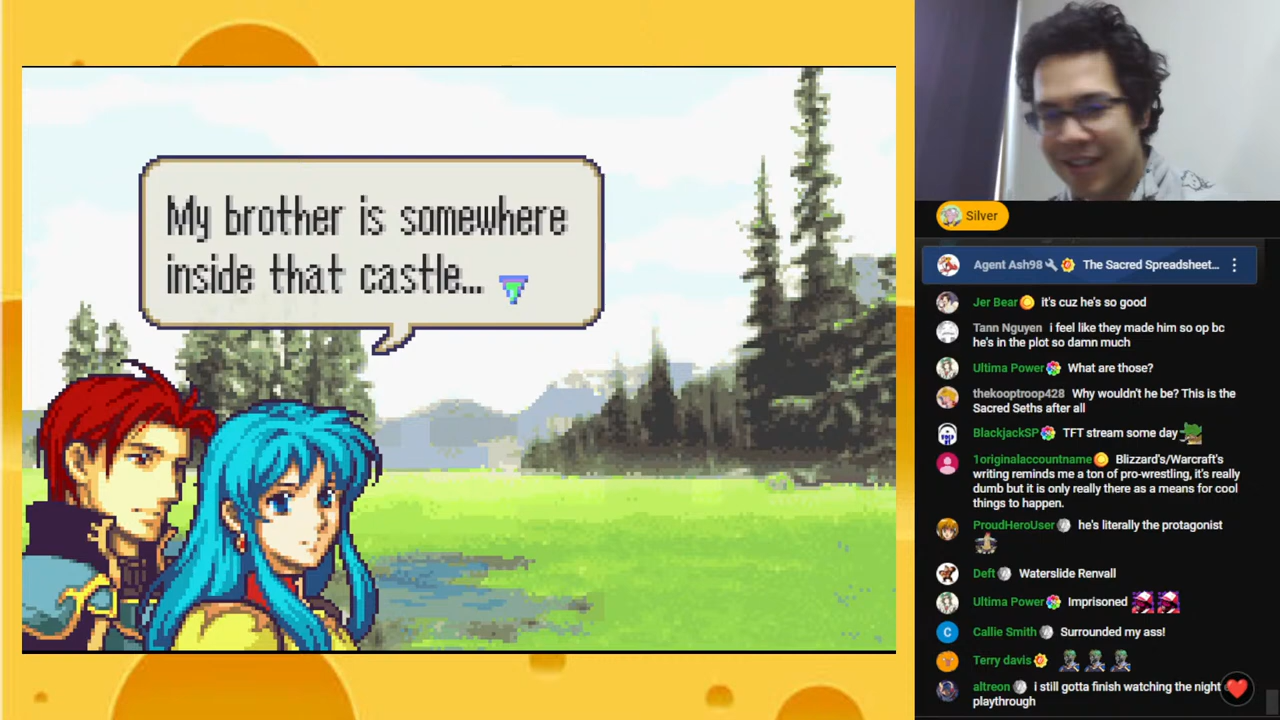 My brother is somewhere
inside that castle...
Silver
Agent Ash98 The Sacred Spreadsheet...
Jer Bear it's cuz he's so good
Tann Nguyen i feel like they made him so op bc
he's in the plot so damn much
Ultima Power What are those?
thekooptroop428 Why wouldn't he be? This is the
Sacred Seths after all
BlackjackSP TFT stream some day
1originalaccountname Blizzard's/Warcraft's
writing reminds me a ton of pro-wrestling, it's really
dumb but it is only really there as a means for cool
things to happen.
ProudHeroUser he's literally the protagonist
Deft Waterslide Renvall
Ultima Power Imprisoned
C Callie Smith Surrounded my ass!
Terry davis
altreon i still gotta finish watching the night
playthrough